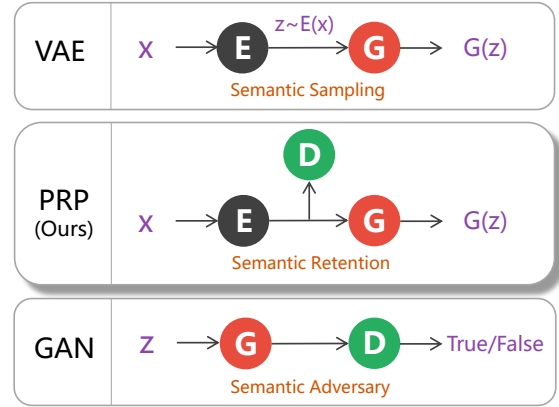 VAE x E z~E(x) G G(z)
Semantic Sampling
D
PRP
(Ours) x E G G(z)
Semantic Retention
GAN z G D True/False
Semantic Adversary